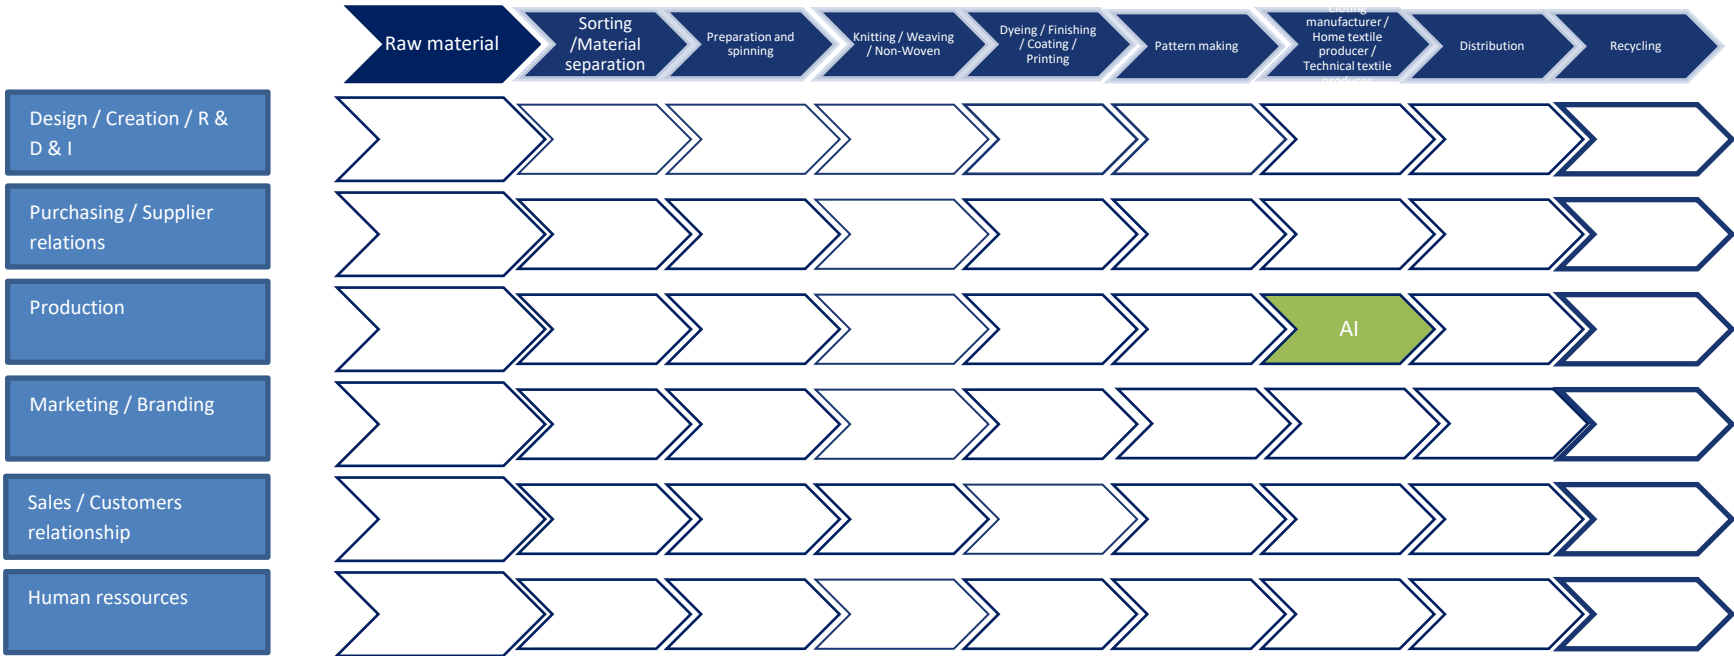 Raw material
Sorting
/Material
separation
Preparation and
spinning
Knitting / Weaving
/ Non-Woven
Dyeing / Finishing
/ Coating /
Printing
Pattern making
Cloting
manufacturer /
Home textile
producer /
Technical textile
Distribution
Recycling
Design / Creation / R &
D & I
Purchasing / Supplier
relations
Production
AI
Marketing / Branding
Sales / Customers
relationship
Human ressources